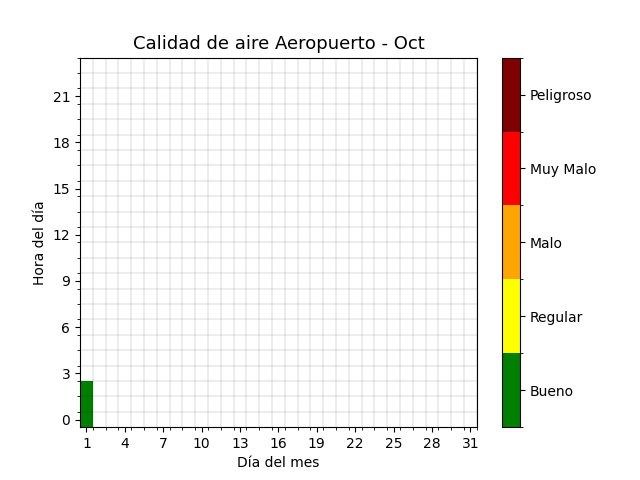 Calidad de aire Aeropuerto - Oct
Hora del día
21
18
15
12
9
6
3
0
1 4 7 10 13 16 19 22 25 28 31
Día del mes
Peligroso
Muy Malo
Malo
Regular
Bueno